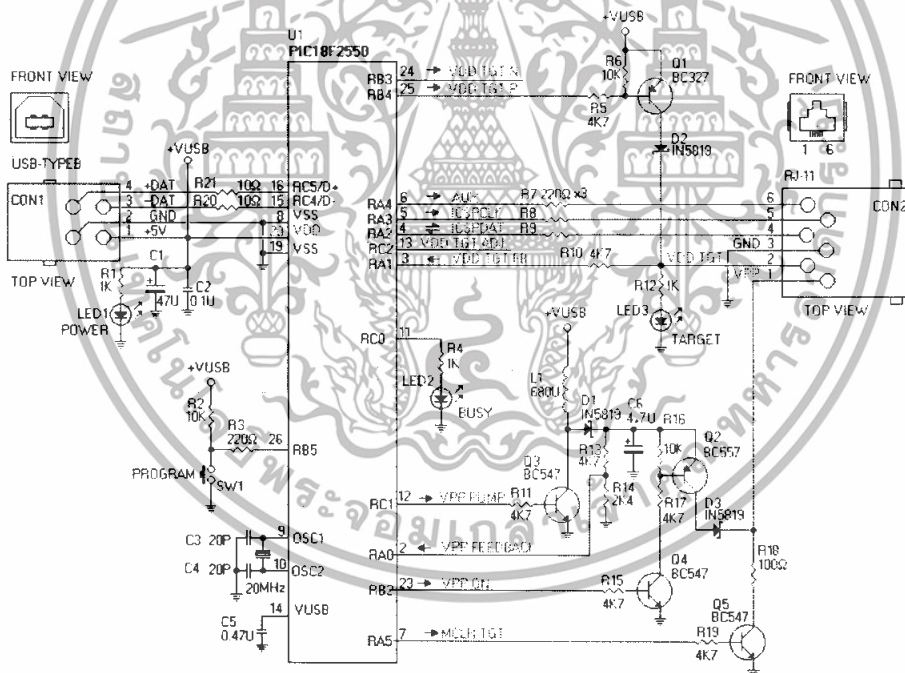 +VUSB
U1
PIC18F2550
FRONT VIEW
USB-TYPEB
CON1
TOP VIEW
4 +DAT R21 10Ω 16 RC5/D+
3 -DAT R20 10Ω 15 RC4/D-
2 GND 8 VSS
1 +5V VDD
19 VSS
+VUSB
R1
1K
LED1
POWER
C1
47U
C2
0.1U
24 RB3 VDD TGT N
25 RB4 VDD TGT P
R6
10K
R5
4K7
Q1
BC327
D2
IN5819
FRONT VIEW
1 6
RJ-11
CON2
TOP VIEW
RA4 6 AUX R7 220Ω x3 6
RA3 5 R8 5
RA2 4 R9 4
RC2 13 VDD TGT ADJ GND 3
RA1 3 VDD TGT FB R10 4K7 VDD TGT 2
VPP 1
R12 1K
LED3
TARGET
RC0 11
R4
1K
LED2
BUSY
+VUSB
R2
10K
R3
220Ω
26 RB5
PROGRAM
SW1
+VUSB
L1
680U
D1
IN5819
C6
4.7U
R16
10K
Q2
BC557
R13
4K7
R14
2K4
R17
4K7
D3
IN5819
Q3
BC547
RC1 12 VPP PUMP R11
4K7
RA0 2 VPP FEEDBACK
RB2 23 VPP ON R15
4K7
Q4
BC547
R18
100Ω
Q5
BC547
RA5 7 MCLR TGT R19
4K7
C3 20P 9 OSC1
C4 20P 10 OSC2
20MHz
14 VUSB
C5
0.47U